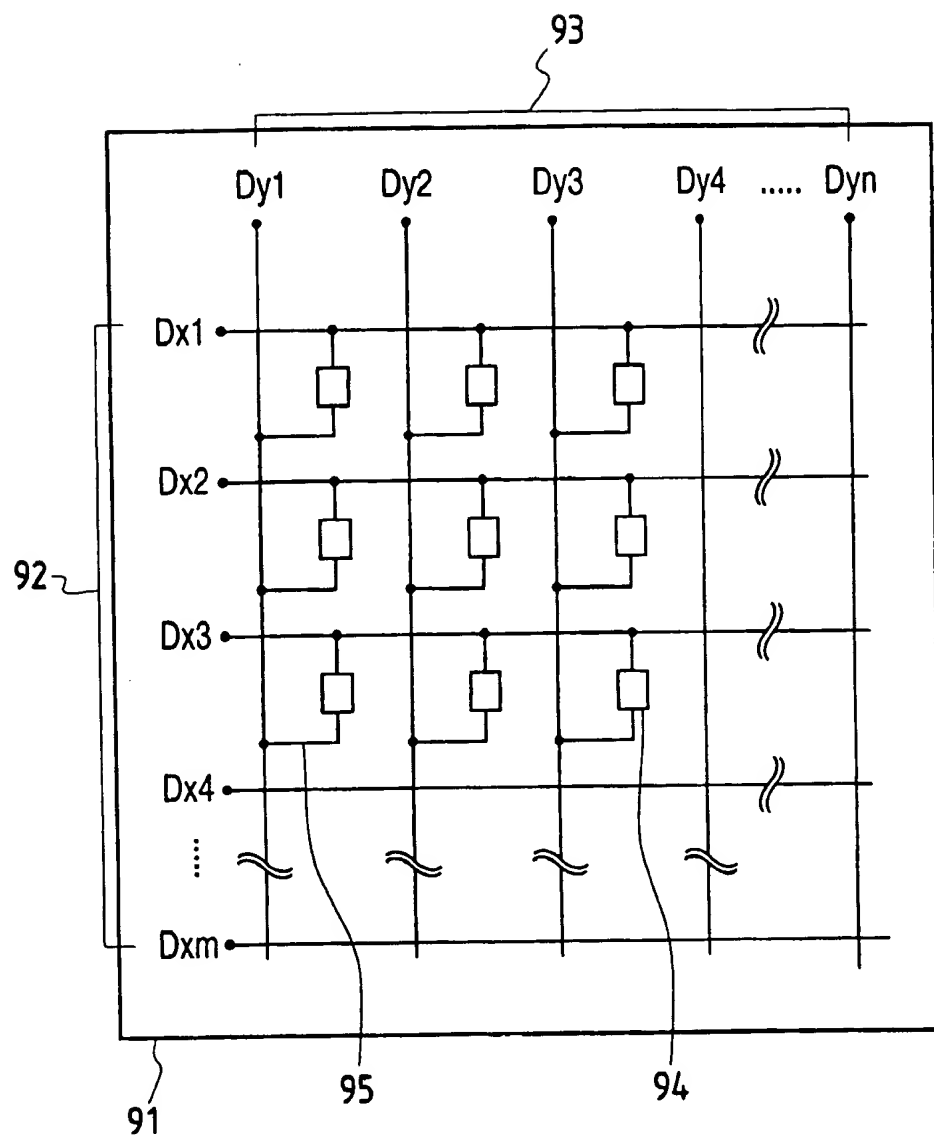 93
Dy1 Dy2 Dy3 Dy4 ..... Dyn
Dx1
Dx2
92
Dx3
Dx4
.....
Dxm
95
94
91